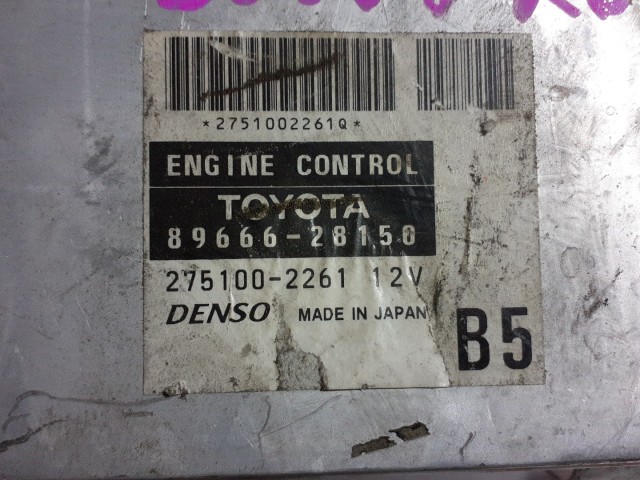 *2751002261Q*
ENGINE CONTROL
TOYOTA
89666-28150
275100-2261 12V
DENSO MADE IN JAPAN
B5